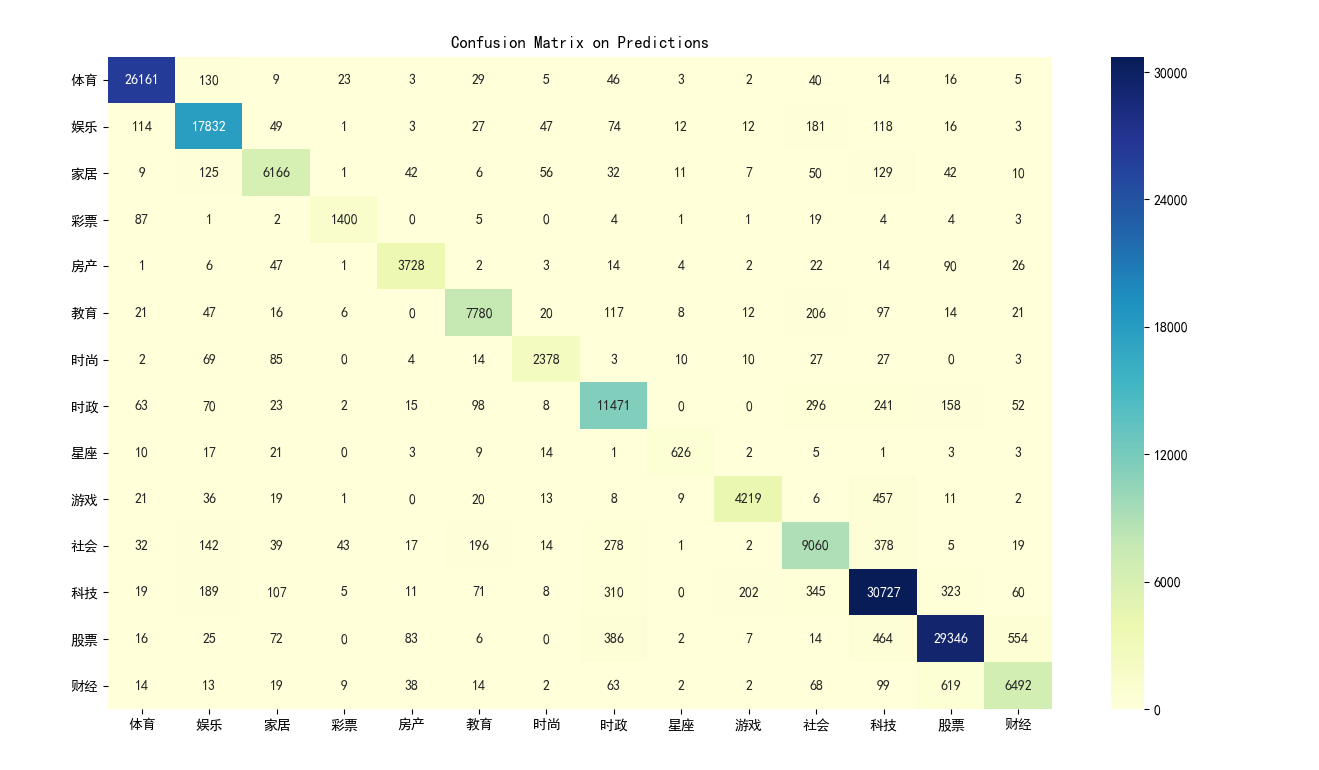 Confusion Matrix on Predictions
体育 26161 130 9 23 3 29 5 46 3 2 40 14 16 5
娱乐 114 17832 49 1 3 27 47 74 12 12 181 118 16 3
家居 9 125 6166 1 42 6 56 32 11 7 50 129 42 10
彩票 87 1 2 1400 0 5 0 4 1 1 19 4 4 3
房产 1 6 47 1 3728 2 3 14 4 2 22 14 90 26
教育 21 47 16 6 0 7780 20 117 8 12 206 97 14 21
时尚 2 69 85 0 4 14 2378 3 10 10 27 27 0 3
时政 63 70 23 2 15 98 8 11471 0 0 296 241 158 52
星座 10 17 21 0 3 9 14 1 626 2 5 1 3 3
游戏 21 36 19 1 0 20 13 8 9 4219 6 457 11 2
社会 32 142 39 43 17 196 14 278 1 2 9060 378 5 19
科技 19 189 107 5 11 71 8 310 0 202 345 30727 323 60
股票 16 25 72 0 83 6 0 386 2 7 14 464 29346 554
财经 14 13 19 9 38 14 2 63 2 2 68 99 619 6492
体育 娱乐 家居 彩票 房产 教育 时尚 时政 星座 游戏 社会 科技 股票 财经
30000
24000
18000
12000
6000
0